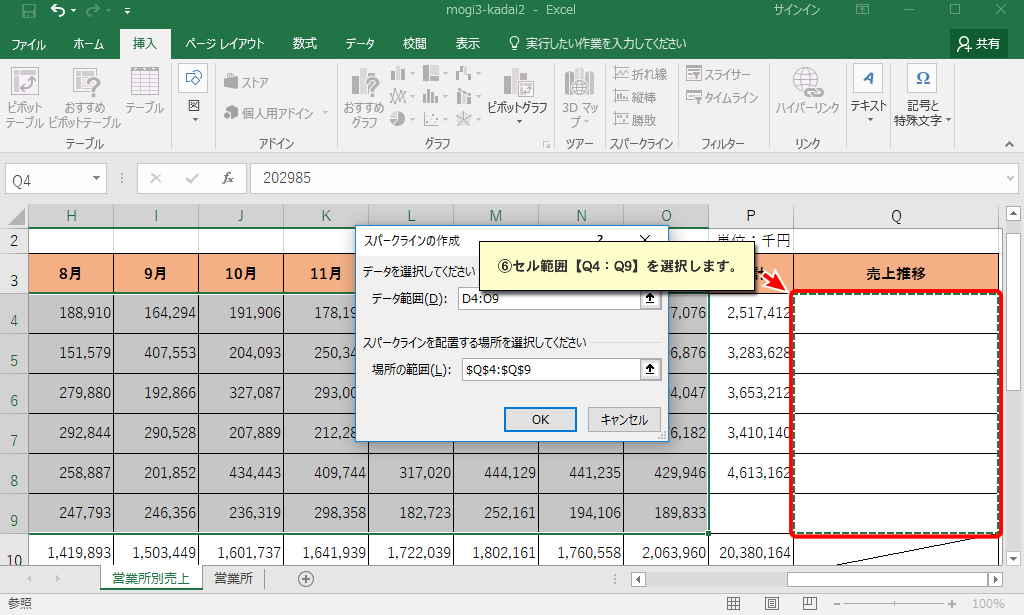 mogi3-kadai2 - Excel
サインイン
ファイル ホーム 挿入 ページ レイアウト 数式 データ 校閲 表示 実行したい作業を入力してください 共有
ピボット テーブル
おすすめ ピボットテーブル
テーブル
図
ストア
個人用アドイン
おすすめ グラフ
ピボットグラフ
3D マップ
折れ線
縦棒
勝敗
スライサー
タイムライン
ハイパーリンク
テキスト
記号と 特殊文字
テーブル アドイン グラフ ツアー スパークライン フィルター リンク
Q4 fx 202985
H I J K L M N O P Q
2 単位：千円
3 8月 9月 10月 11月 売上推移
スパークラインの作成 ?
⑥セル範囲【Q4：Q9】を選択します。
データを選択してください
データ範囲(D): D4:O9
スパークラインを配置する場所を選択してください
場所の範囲(L): $Q$4:$Q$9
OK キャンセル
4 188,910 164,294 191,906 178,19 7,076 2,517,412
5 151,579 407,553 204,093 250,34 6,876 3,283,628
6 279,880 192,866 327,087 293,00 4,047 3,653,212
7 292,844 290,528 207,889 212,28 6,182 3,410,140
8 258,887 201,852 434,443 409,744 317,020 444,129 441,235 429,946 4,613,162
9 247,793 246,356 236,319 298,358 182,723 252,161 194,106 189,833
10 1,419,893 1,503,449 1,601,737 1,641,939 1,722,039 1,802,161 1,760,558 2,063,960 20,380,164
営業所別売上 営業所
参照 100%